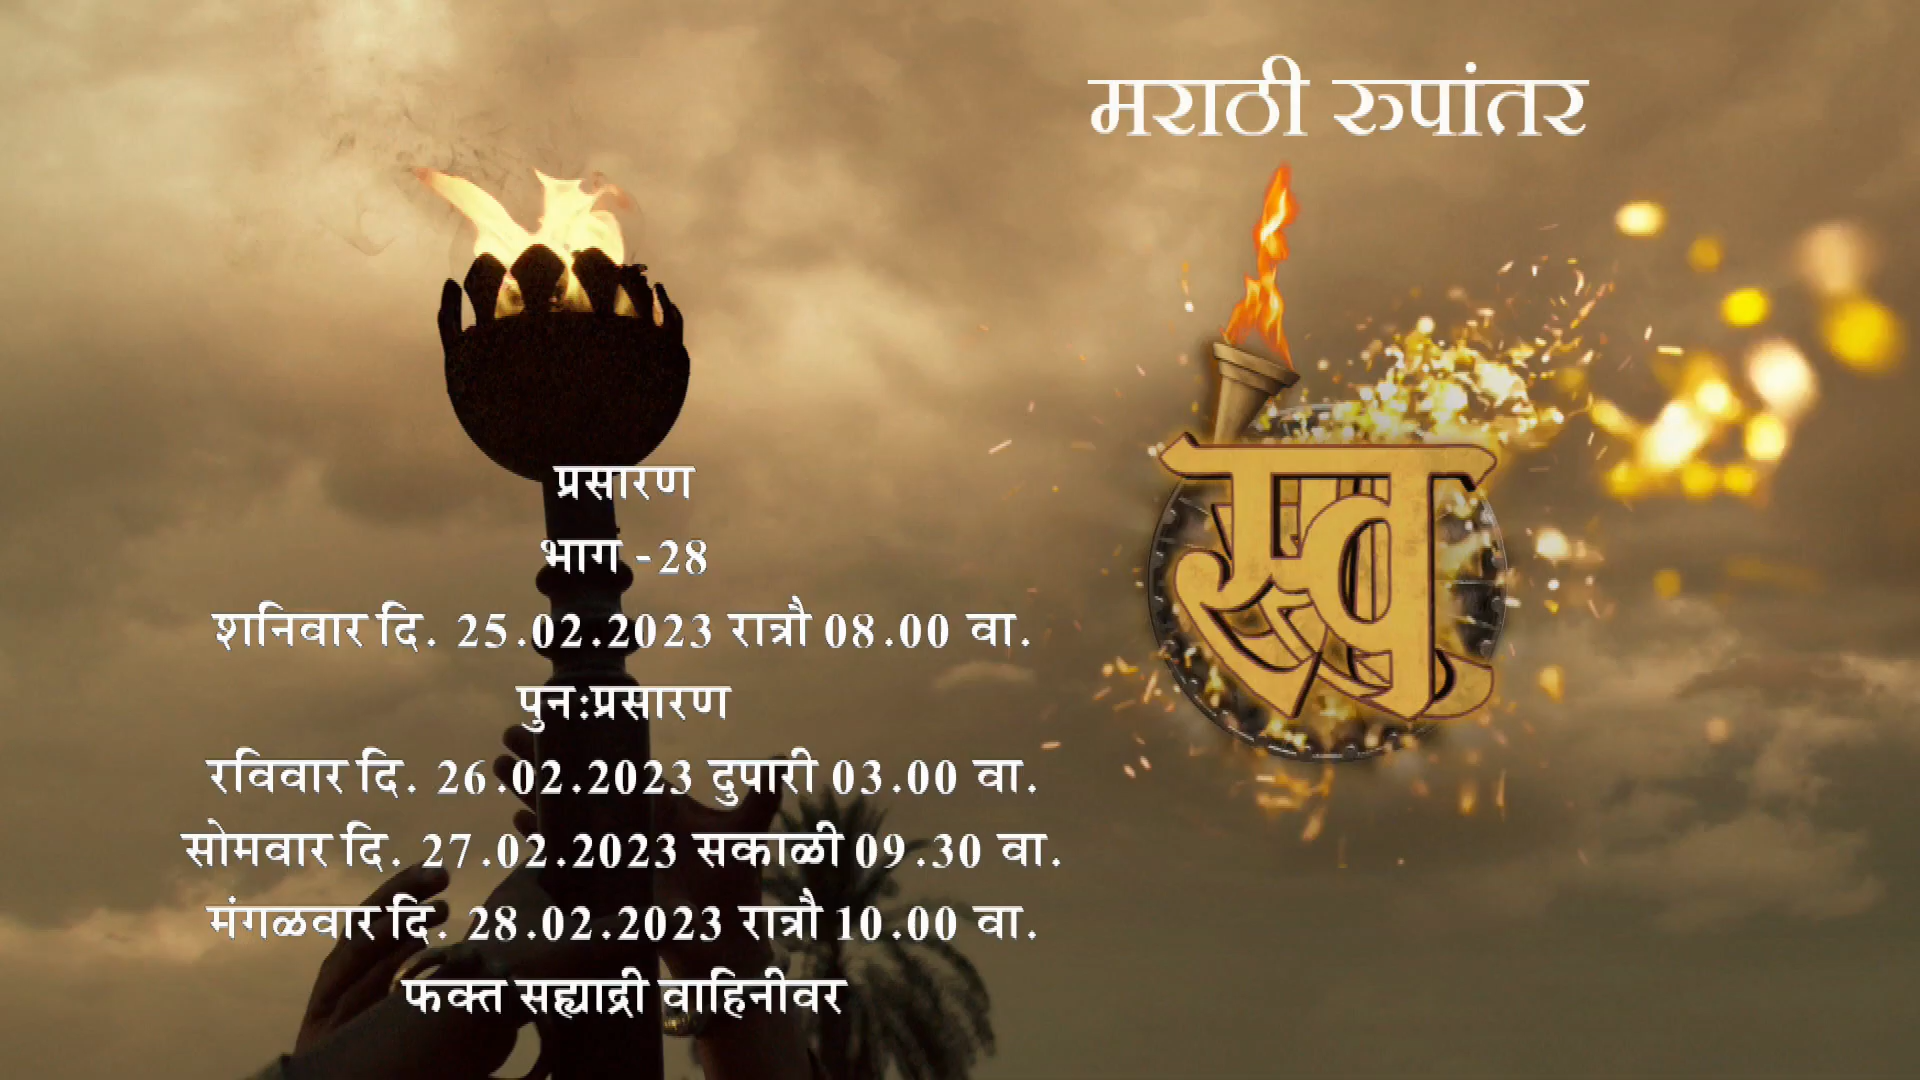 मराठी रुपांतर
स्व
प्रसारण
भाग -28
शनिवार दि. 25.02.2023 रात्रौ 08.00 वा.
पुनःप्रसारण
रविवार दि. 26.02.2023 दुपारी 03.00 वा.
सोमवार दि. 27.02.2023 सकाळी 09.30 वा.
मंगळवार दि. 28.02.2023 रात्रौ 10.00 वा.
फक्त सह्याद्री वाहिनीवर